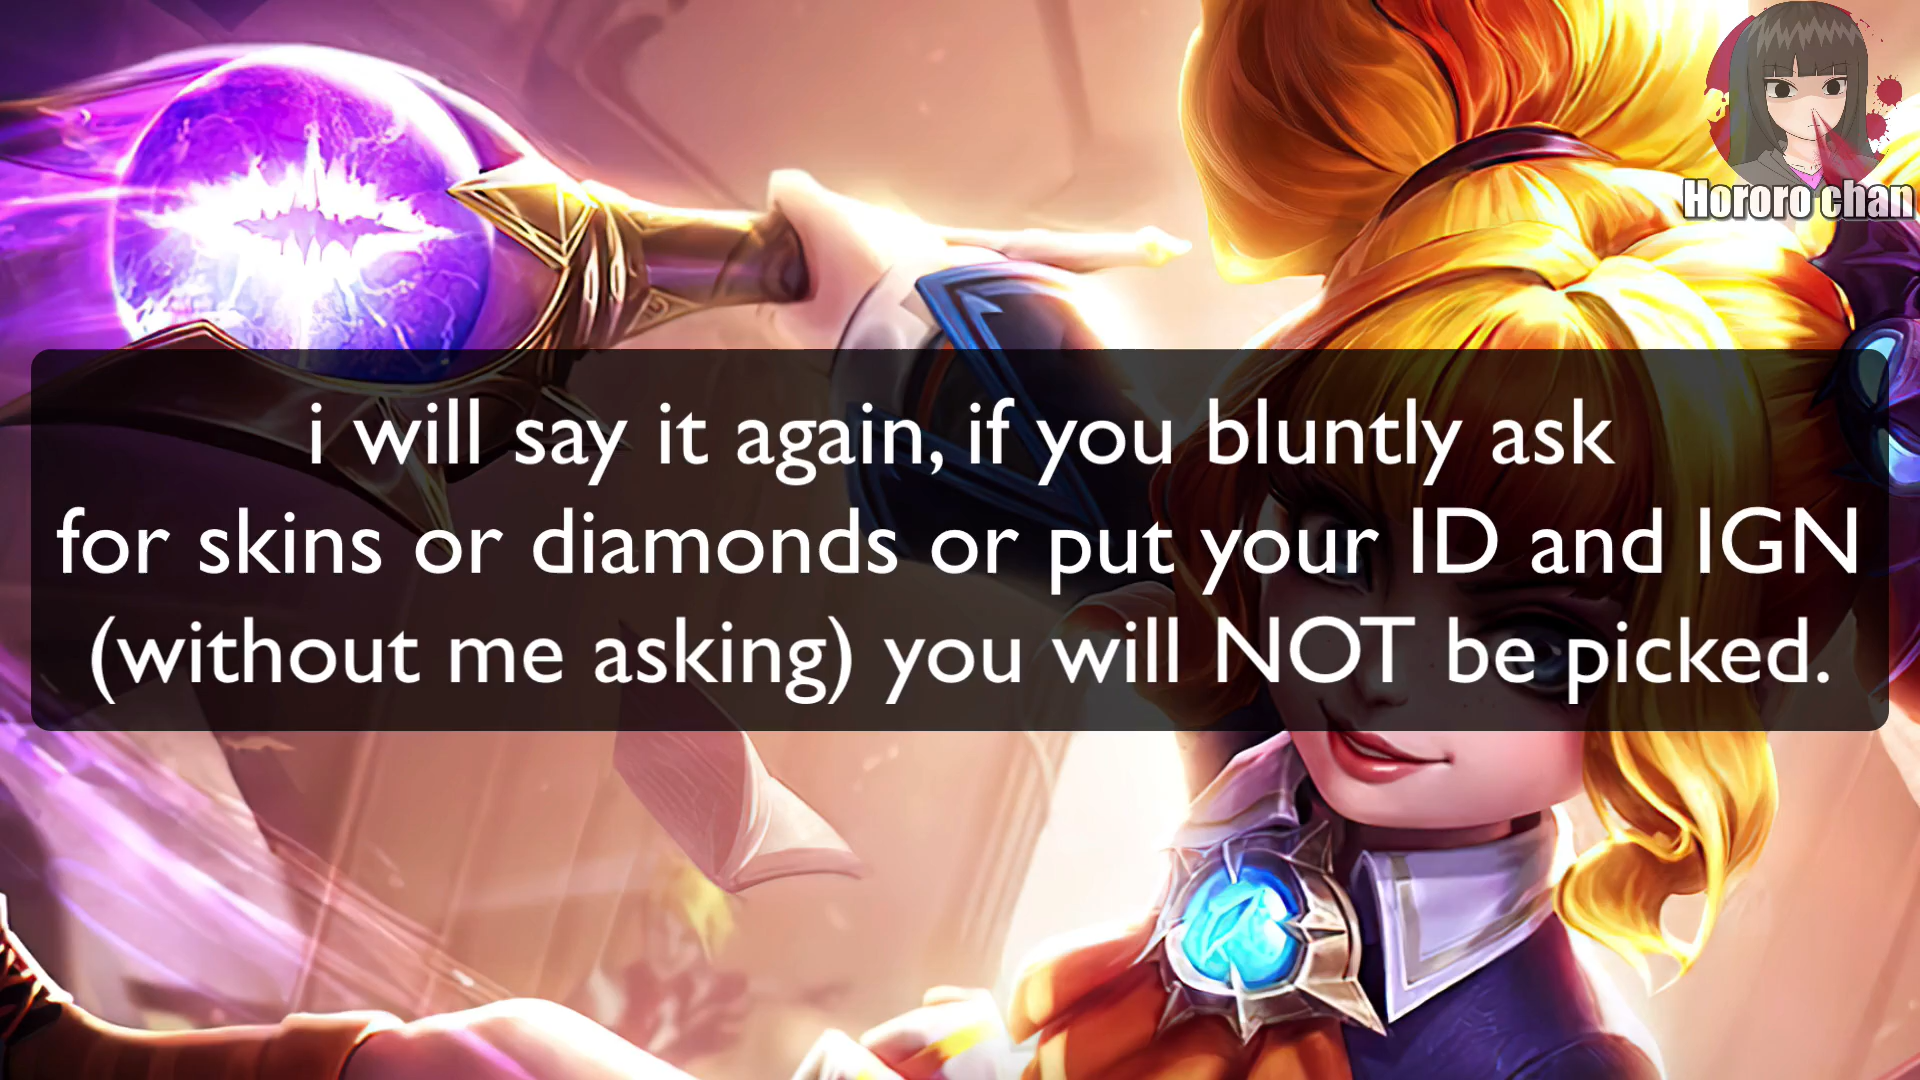 Hororo chan
i will say it again, if you bluntly ask
for skins or diamonds or put your ID and IGN
(without me asking) you will NOT be picked.